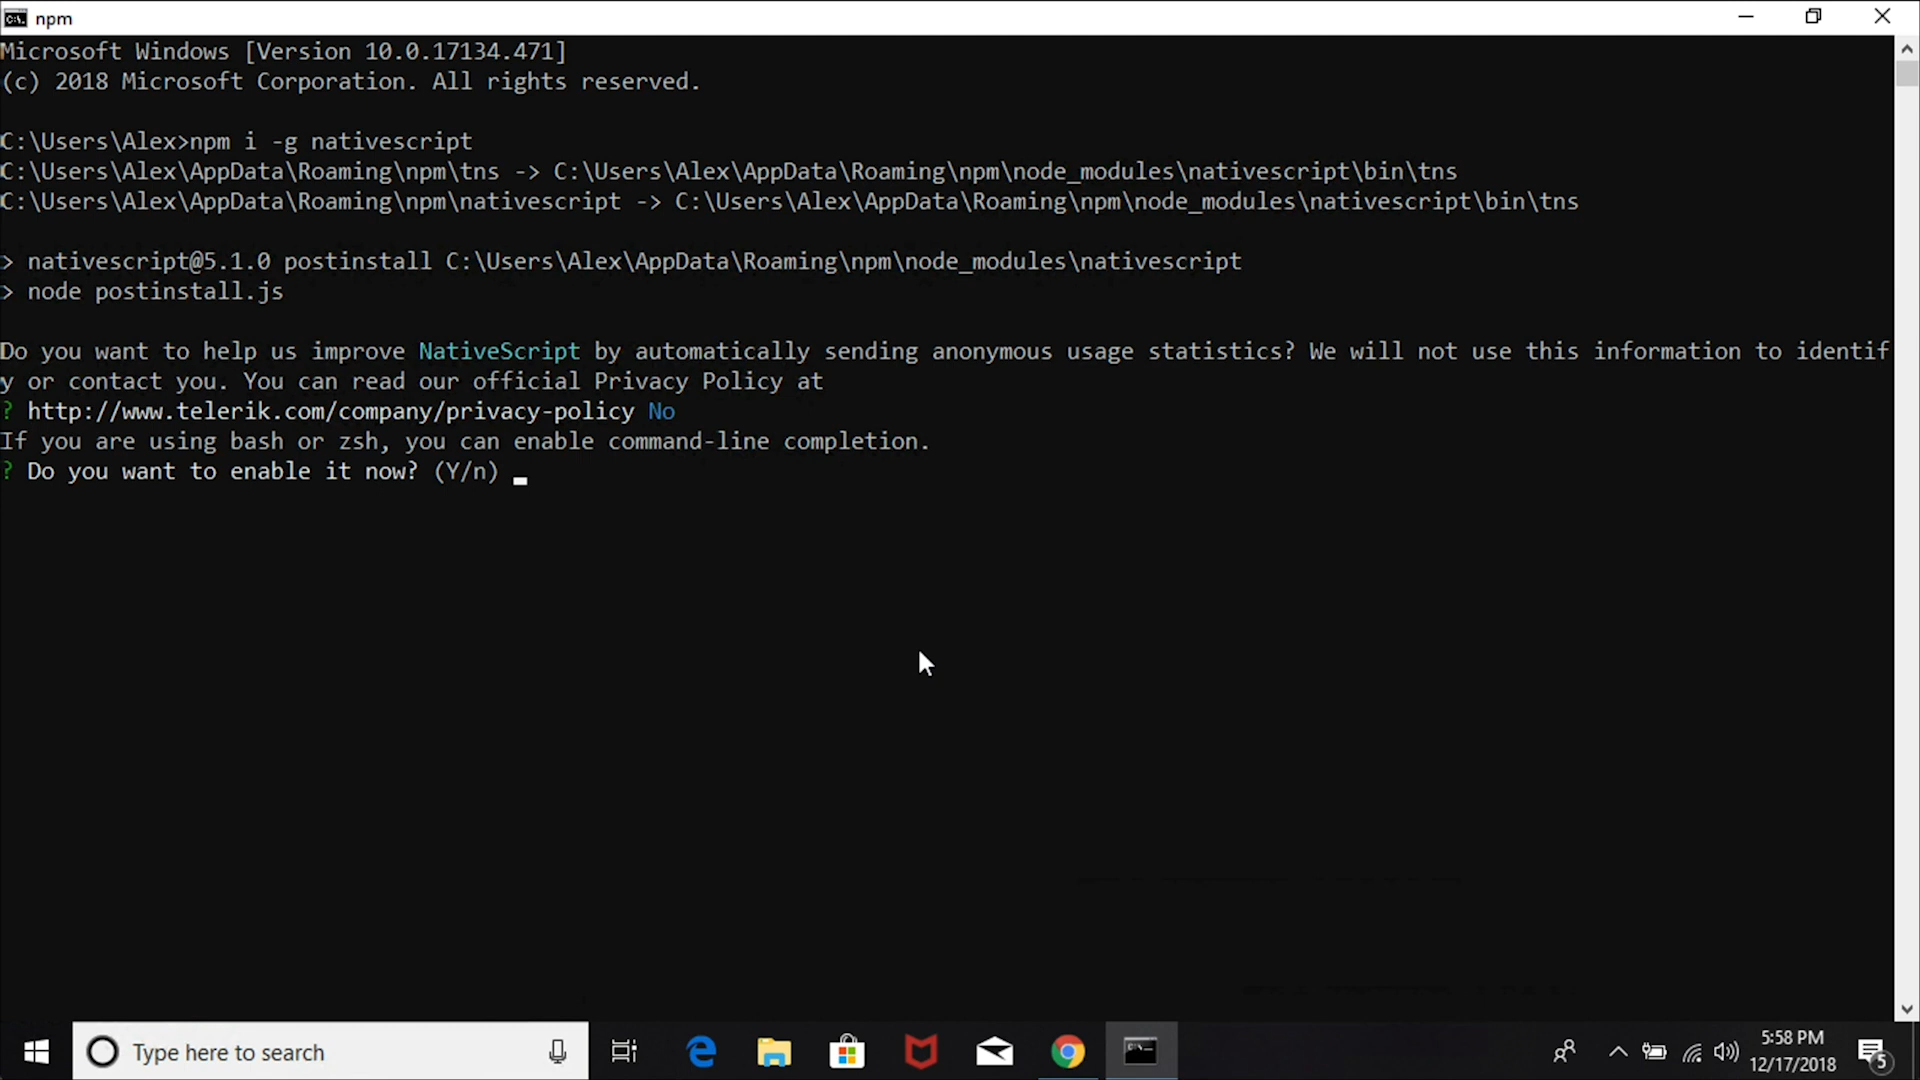 npm
Microsoft Windows [Version 10.0.17134.471]
(c) 2018 Microsoft Corporation. All rights reserved.
C:\Users\Alex>npm i -g nativescript
C:\Users\Alex\AppData\Roaming\npm\tns -> C:\Users\Alex\AppData\Roaming\npm\node_modules\nativescript\bin\tns
C:\Users\Alex\AppData\Roaming\npm\nativescript -> C:\Users\Alex\AppData\Roaming\npm\node_modules\nativescript\bin\tns
> nativescript@5.1.0 postinstall C:\Users\Alex\AppData\Roaming\npm\node_modules\nativescript
> node postinstall.js
Do you want to help us improve NativeScript by automatically sending anonymous usage statistics? We will not use this information to identif
y or contact you. You can read our official Privacy Policy at
? http://www.telerik.com/company/privacy-policy No
If you are using bash or zsh, you can enable command-line completion.
? Do you want to enable it now? (Y/n)
Type here to search
5:58 PM
12/17/2018
5